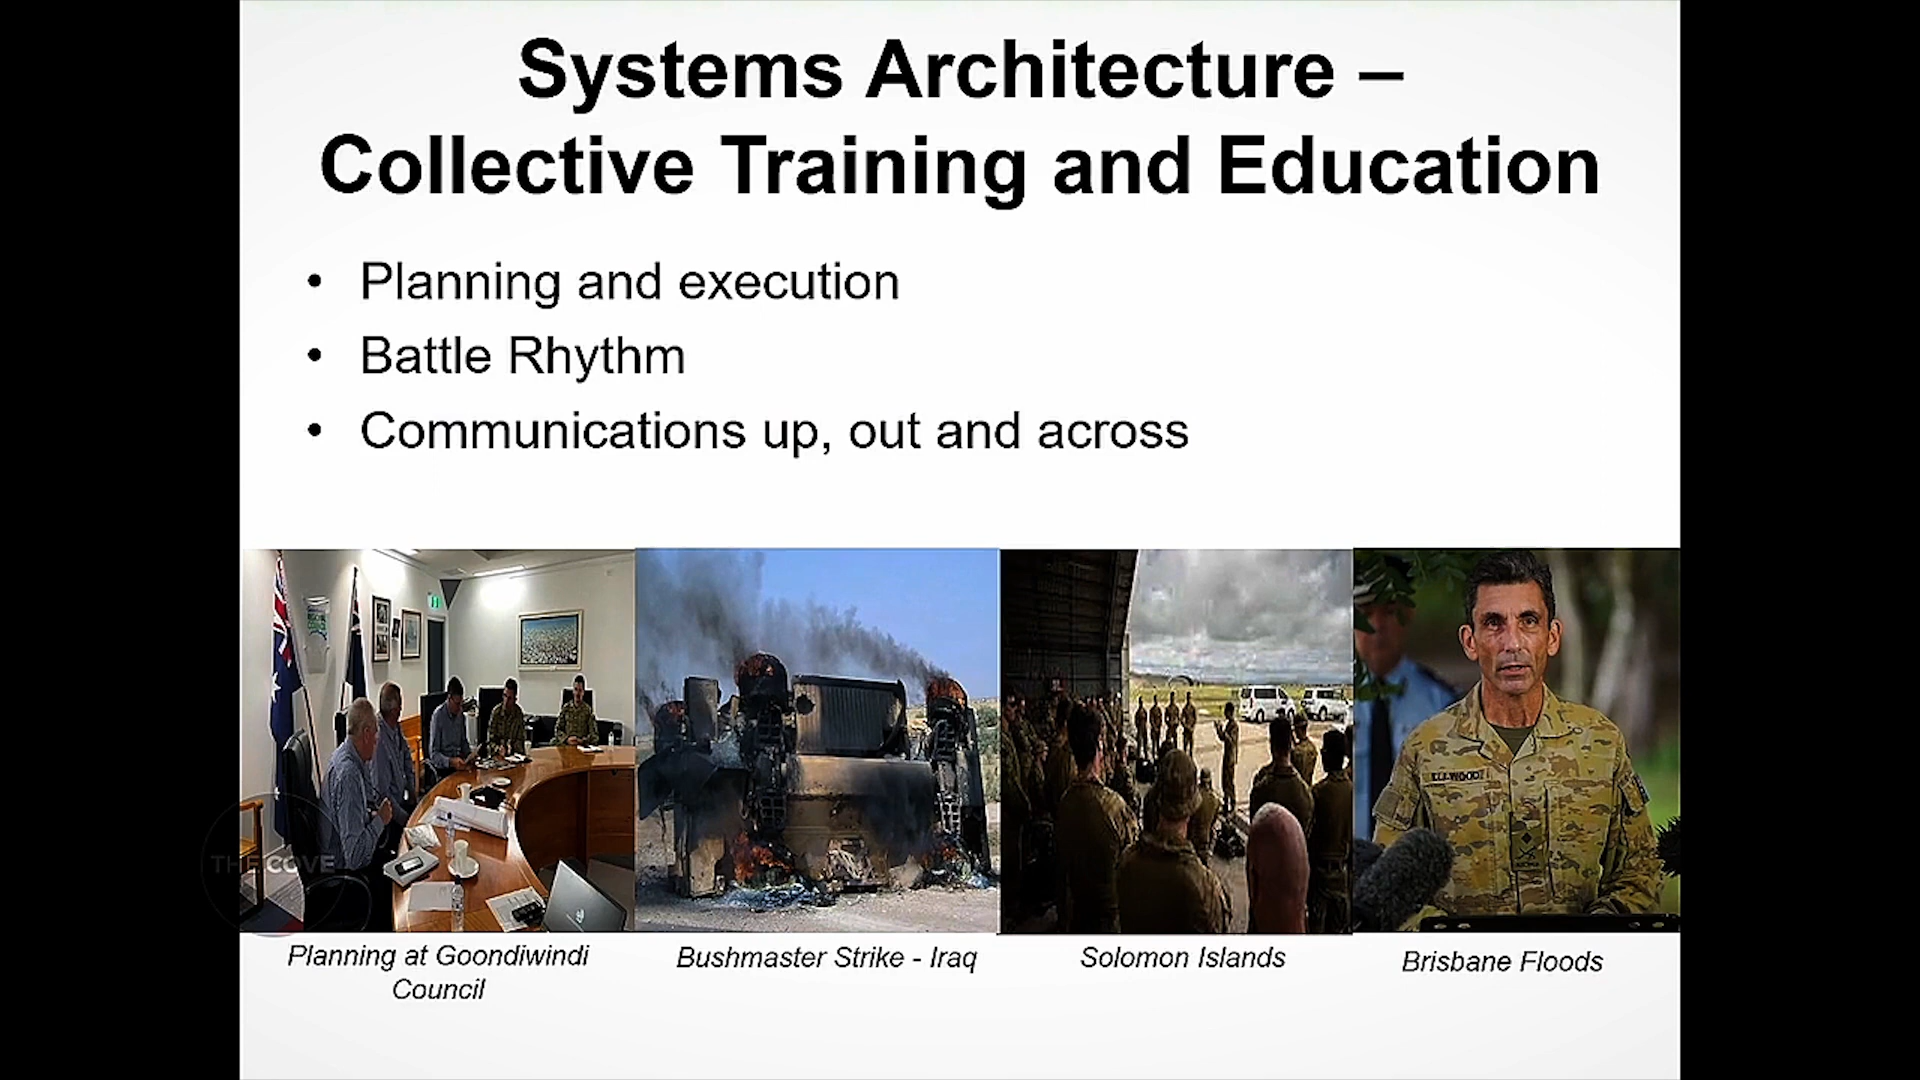 Systems Architecture –
Collective Training and Education
• Planning and execution
• Battle Rhythm
• Communications up, out and across
THE COVE
ELLWOOD
Planning at Goondiwindi
Council
Bushmaster Strike - Iraq
Solomon Islands
Brisbane Floods